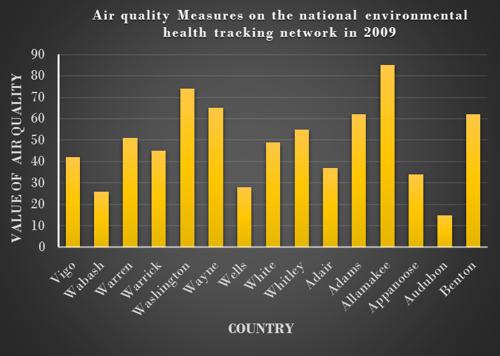 Air quality Measures on the national environmental
health tracking network in 2009
VALUE OF AIR QUALITY
90
80
70
60
50
40
30
20
10
0
Vigo
Wabash
Warren
Warrick
Washington
Wayne
Wells
White
Whitley
Adair
Adams
Allamakee
Appanoose
Audubon
Benton
COUNTRY